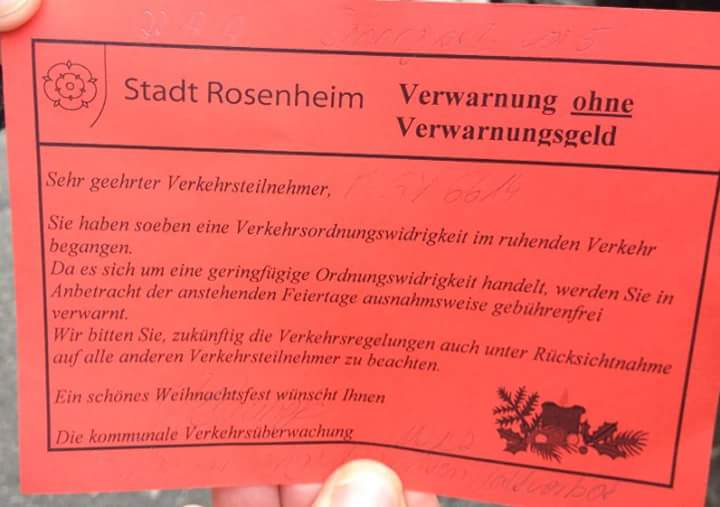 Stadt Rosenheim
Verwarnung ohne
Verwarnungsgeld
Sehr geehrter Verkehrsteilnehmer,
Sie haben soeben eine Verkehrsordnungswidrigkeit im ruhenden Verkehr
begangen.
Da es sich um eine geringfügige Ordnungswidrigkeit handelt, werden Sie in
Anbetracht der anstehenden Feiertage ausnahmsweise gebührenfrei
verwarnt.
Wir bitten Sie, zukünftig die Verkehrsregelungen auch unter Rücksichtnahme
auf alle anderen Verkehrsteilnehmer zu beachten.
Ein schönes Weihnachtsfest wünscht Ihnen
Die kommunale Verkehrsüberwachung